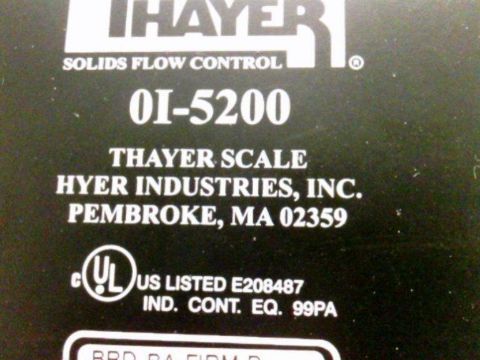 THAYER
SOLIDS FLOW CONTROL ®
0I-5200
THAYER SCALE
HYER INDUSTRIES, INC.
PEMBROKE, MA 02359
C UL US LISTED E208487
IND. CONT. EQ. 99PA